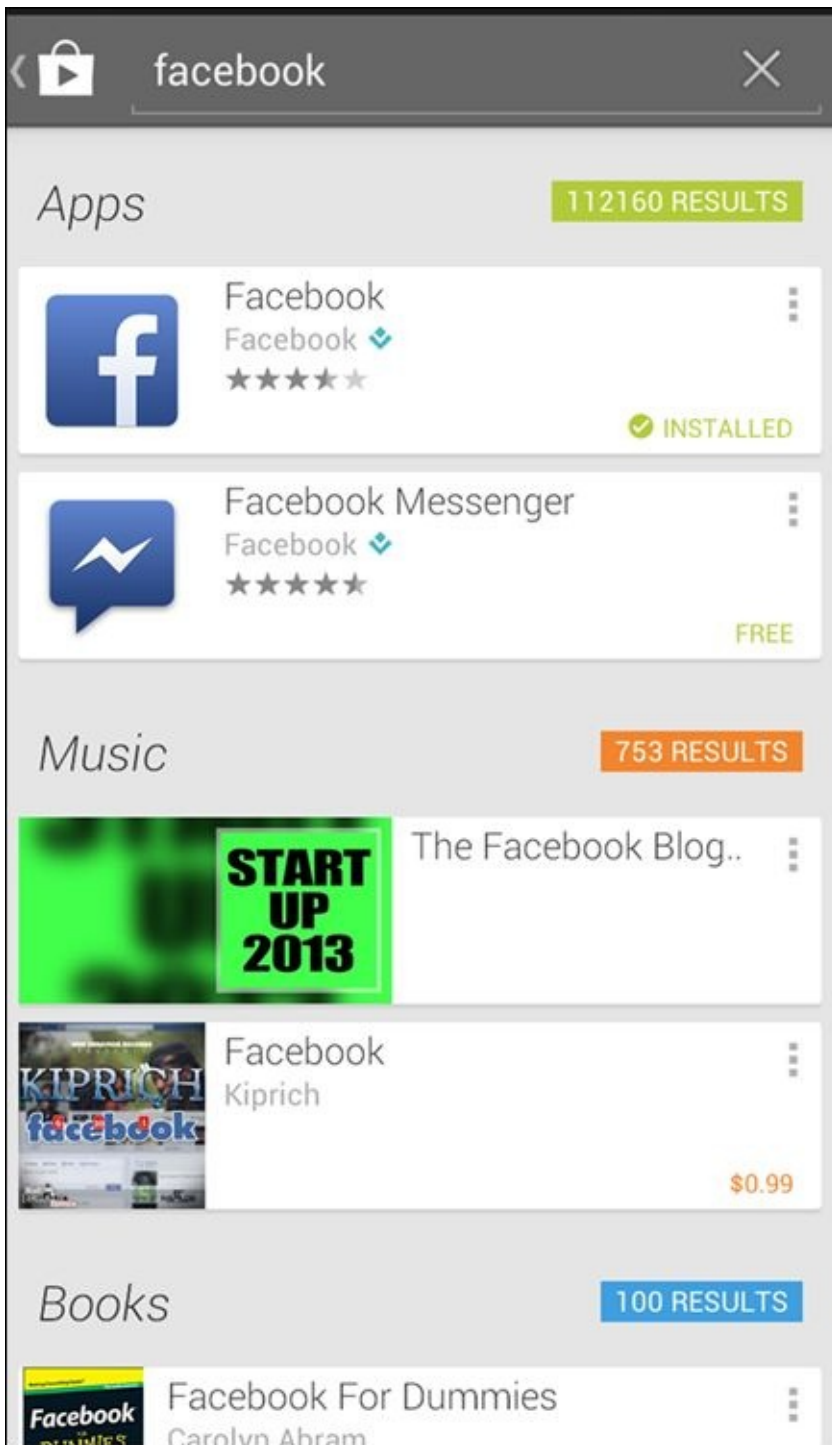 facebook
Apps
112160 RESULTS
f
Facebook
Facebook
INSTALLED
Facebook Messenger
Facebook
FREE
Music
753 RESULTS
START
UP
2013
The Facebook Blog..
KIPRICH
facebook
Facebook
Kiprich
$0.99
Books
100 RESULTS
Facebook
DUMMIES
Facebook For Dummies
Carolyn Abram